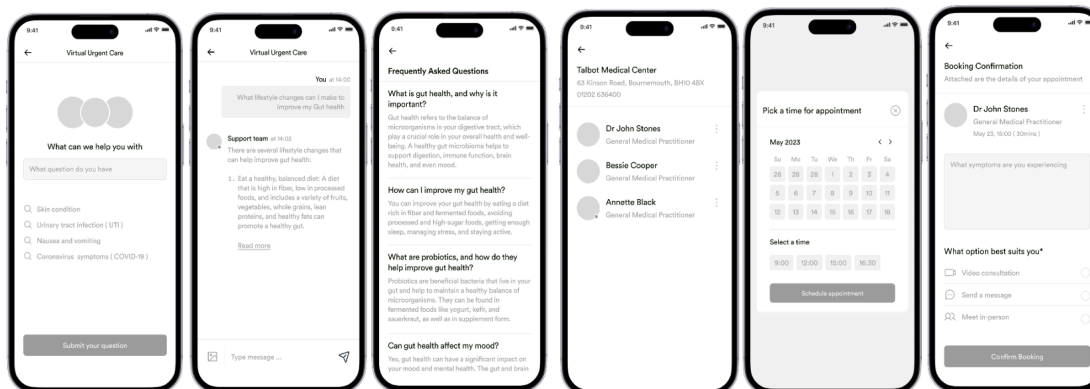 9:41
Virtual Urgent Care
What can we help you with
What question do you have
Skin condition
Urinary tract infection ( UTI )
Nausea and vomiting
Coronavirus symptoms ( COVID-19 )
Submit your question
9:41
Virtual Urgent Care
You at 14:00
What lifestyle changes can I make to
improve my Gut health
Support team at 14:02
There are several lifestyle changes that
can help improve gut health:
1. Eat a healthy, balanced diet: A diet
that is high in fiber, low in processed
foods, and includes a variety of fruits,
vegetables, whole grains, lean
proteins, and healthy fats can
promote a healthy gut.
Read more
Type message ...
9:41
Frequently Asked Questions
What is gut health, and why is it
important?
Gut health refers to the balance of
microorganisms in your digestive tract, which
play a crucial role in your overall health and well-
being. A healthy gut microbiome helps to
support digestion, immune function, brain
health, and even mood.
How can I improve my gut health?
You can improve your gut health by eating a diet
rich in fiber and fermented foods, avoiding
processed and high-sugar foods, getting enough
sleep, managing stress, and staying active.
What are probiotics, and how do they
help improve gut health?
Probiotics are beneficial bacteria that live in your
gut and help to maintain a healthy balance of
microorganisms. They can be found in
fermented foods like yogurt, kefir, and
sauerkraut, as well as in supplement form.
Can gut health affect my mood?
Yes, gut health can have a significant impact on
your mood and mental health. The gut and brain
9:41
Talbot Medical Center
63 Kinson Road, Bournemouth, BH10 4BX
01202 636400
Dr John Stones
General Medical Practitioner
Bessie Cooper
General Medical Practitioner
Annette Black
General Medical Practitioner
9:41
Pick a time for appointment
May 2023
Su Mo Tu We Th Fr Sa
28 28 28 1 2 3 4
5 6 7 8 9 10 11
12 13 14 15 16 17 18
Select a time
9:00 12:00 15:00 16:30
Schedule appointment
9:41
Booking Confirmation
Attached are the details of your appointment
Dr John Stones
General Medical Practitioner
May 23, 15:00 ( 30mins )
What symptoms are you experiencing
What option best suits you*
Video consultation
Send a message
Meet in-person
Confirm Booking